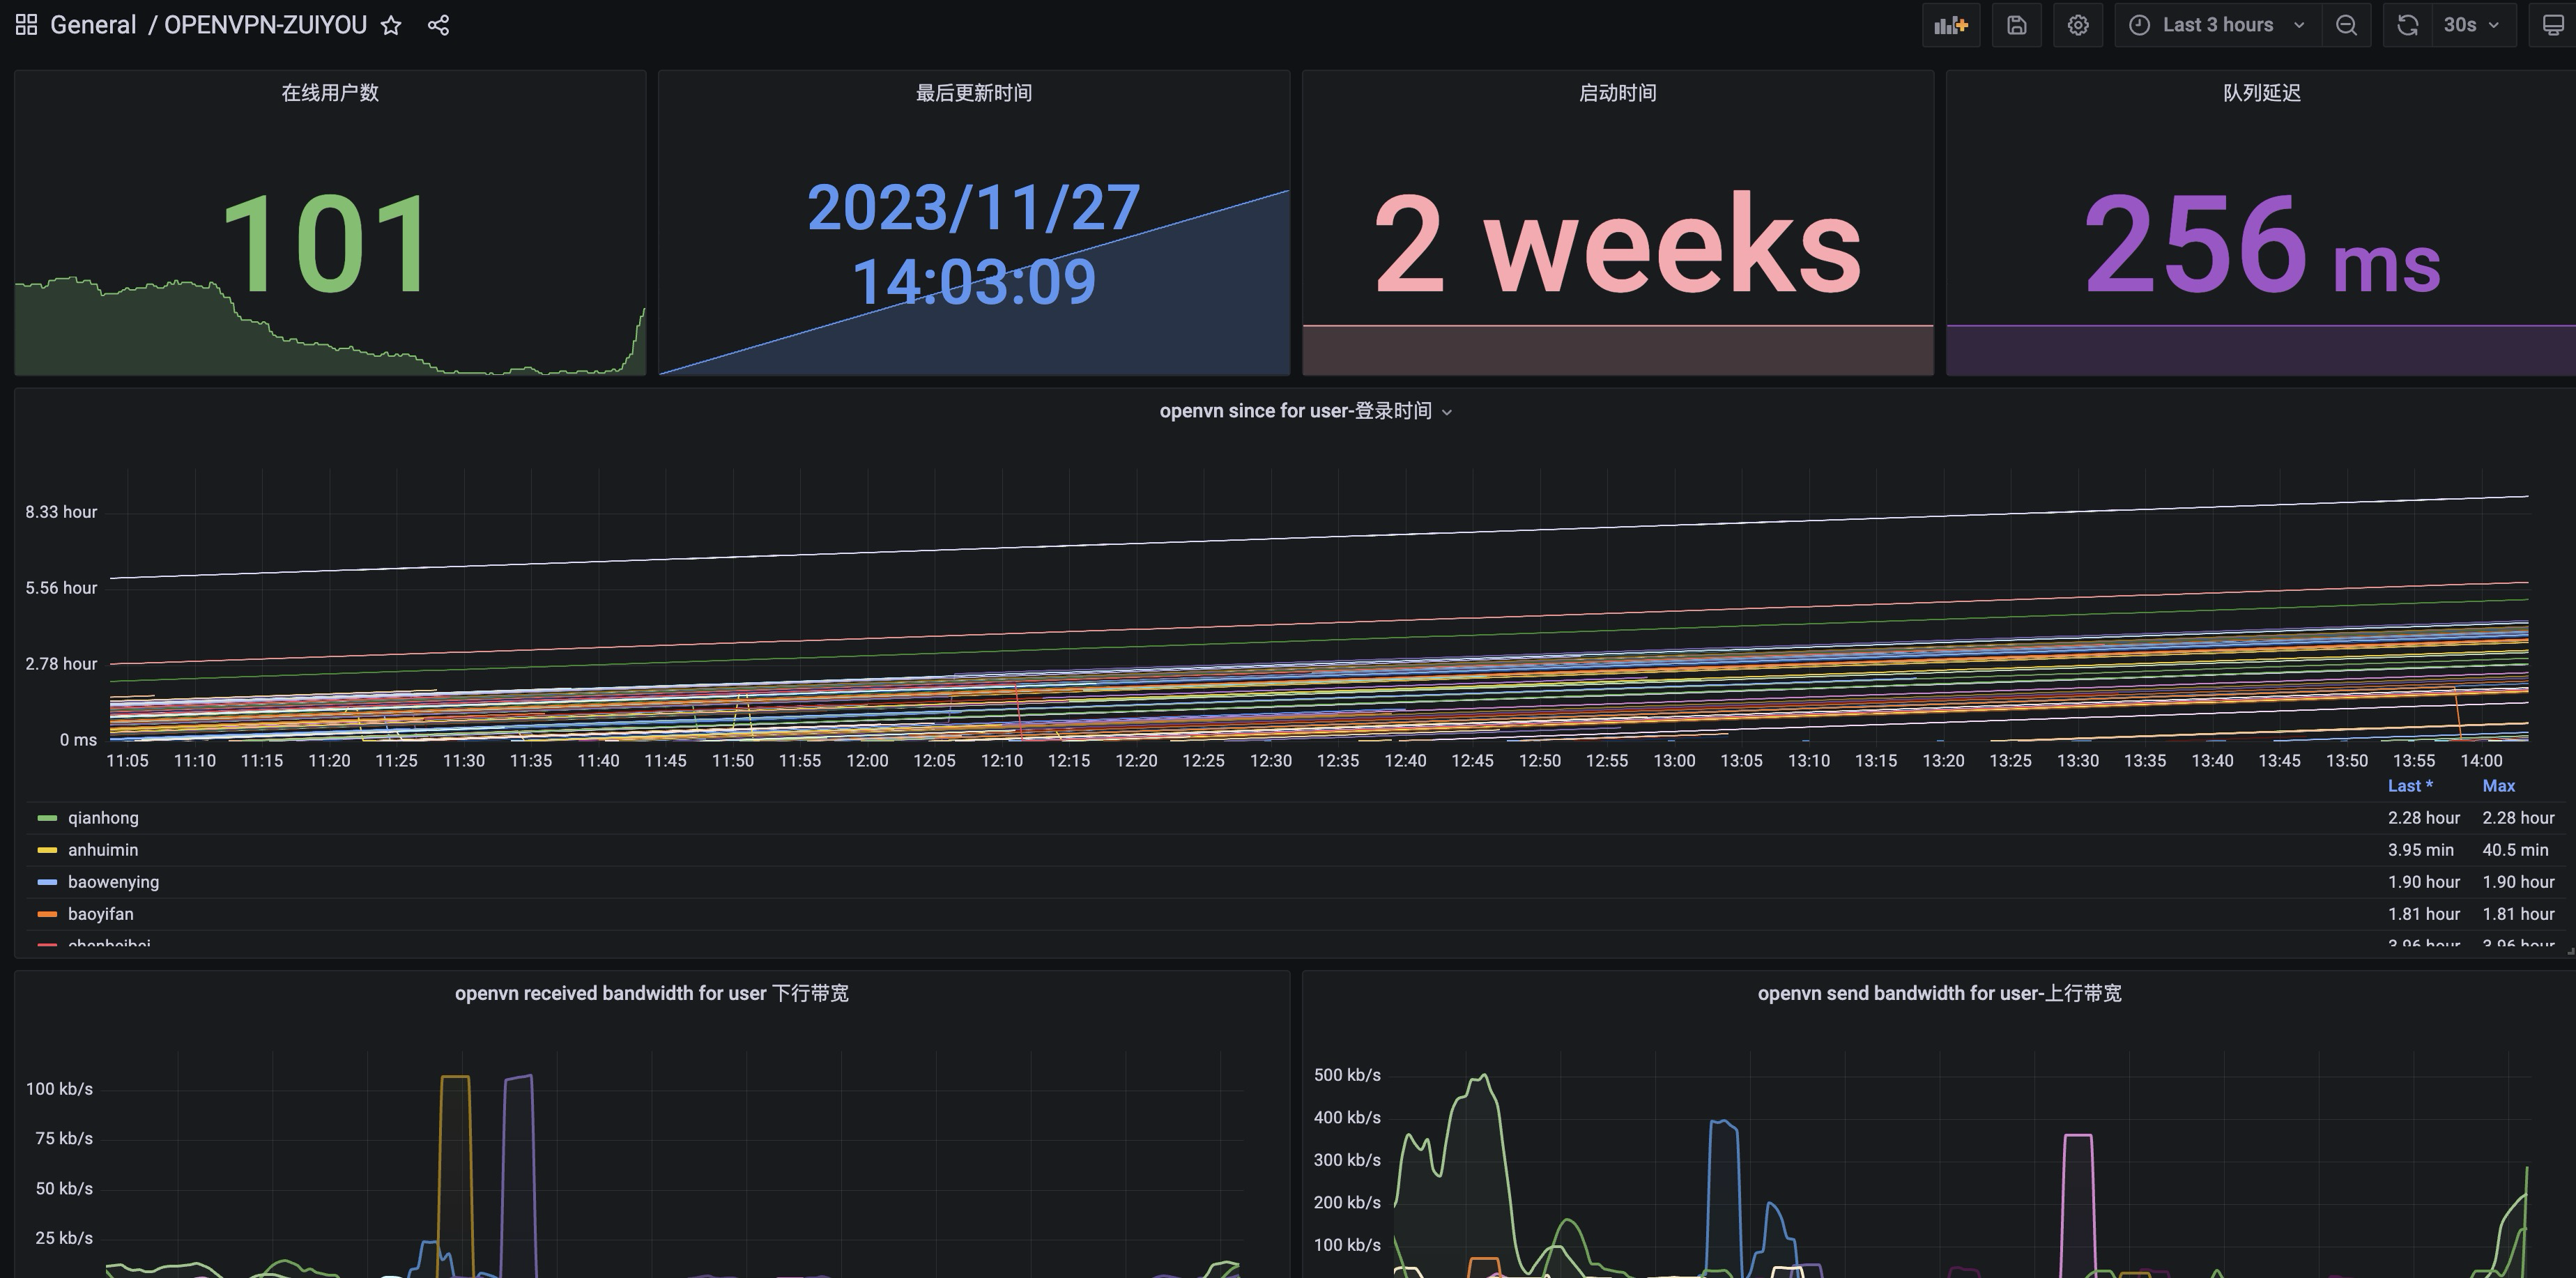 General / OPENVPN-ZUIYOU
Last 3 hours
30s
在线用户数
最后更新时间
启动时间
队列延迟
101
2023/11/27
14:03:09
2 weeks
256 ms
openvn since for user-登录时间
8.33 hour
5.56 hour
2.78 hour
0 ms
11:05 11:10 11:15 11:20 11:25 11:30 11:35 11:40 11:45 11:50 11:55 12:00 12:05 12:10 12:15 12:20 12:25 12:30 12:35 12:40 12:45 12:50 12:55 13:00 13:05 13:10 13:15 13:20 13:25 13:30 13:35 13:40 13:45 13:50 13:55 14:00
Last * Max
qianhong 2.28 hour 2.28 hour
anhuimin 3.95 min 40.5 min
baowenying 1.90 hour 1.90 hour
baoyifan 1.81 hour 1.81 hour
chenbeibei 3.96 hour 3.96 hour
openvn received bandwidth for user 下行带宽
100 kb/s
75 kb/s
50 kb/s
25 kb/s
openvn send bandwidth for user-上行带宽
500 kb/s
400 kb/s
300 kb/s
200 kb/s
100 kb/s